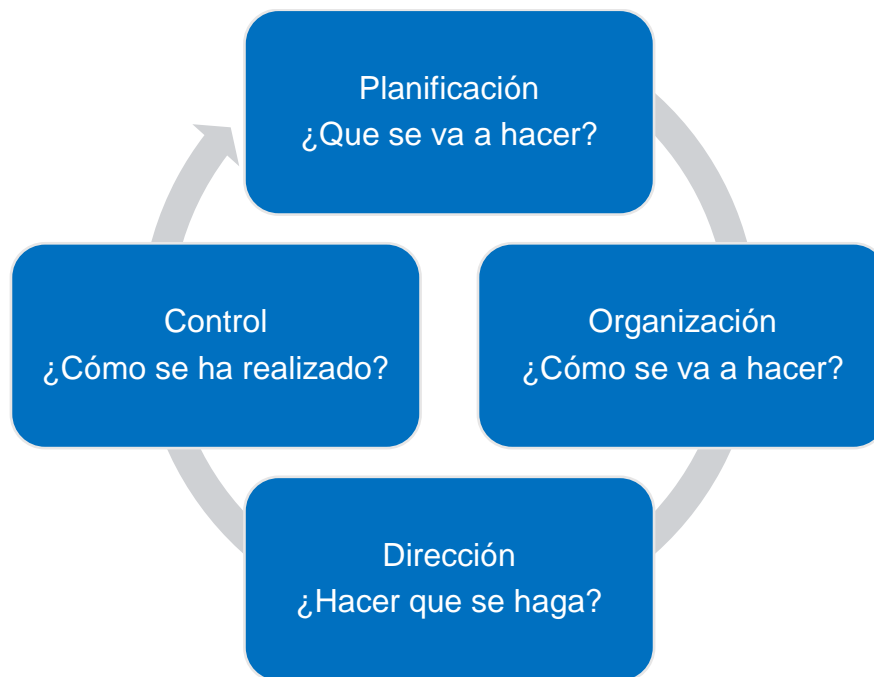 Planificación
¿Que se va a hacer?
Organización
¿Cómo se va a hacer?
Dirección
¿Hacer que se haga?
Control
¿Cómo se ha realizado?